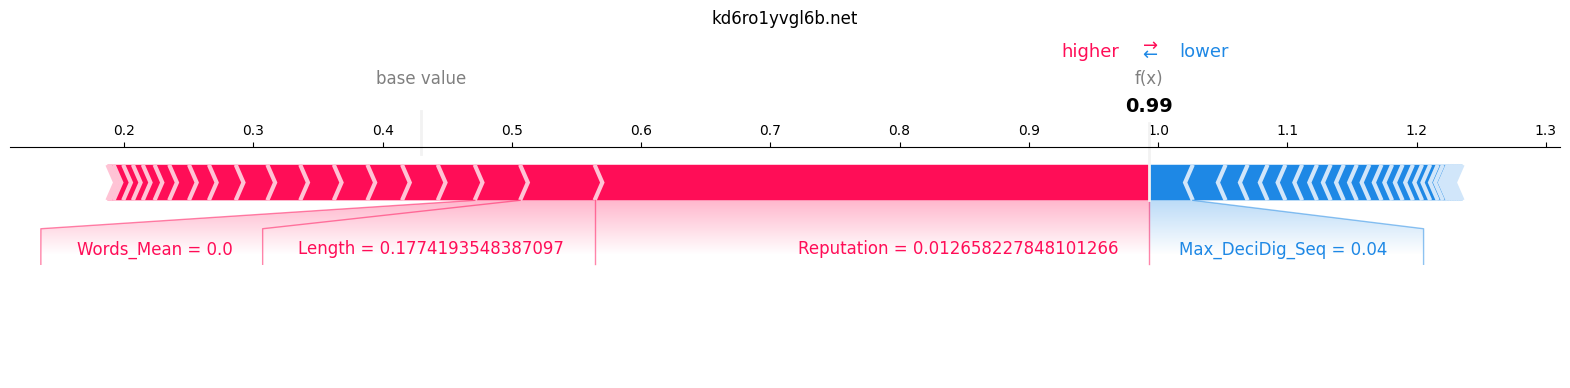 kd6ro1yvgl6b.net
higher → ← lower
base value f(x)
0.99
0.2 0.3 0.4 0.5 0.6 0.7 0.8 0.9 1.0 1.1 1.2 1.3
Words_Mean = 0.0 Length = 0.1774193548387097 Reputation = 0.012658227848101266 Max_DeciDig_Seq = 0.04